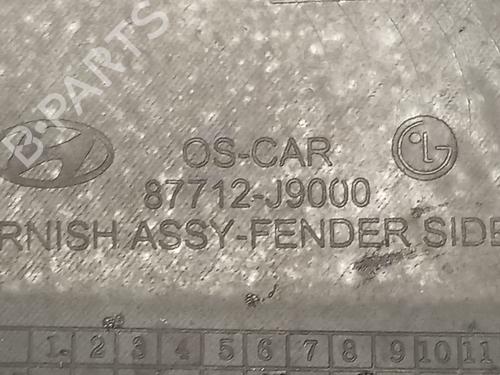 B-PARTS
OS-CAR
87712-J9000
RNISH ASSY-FENDER SIDE
1 2 3 4 5 6 7 8 9 10 11